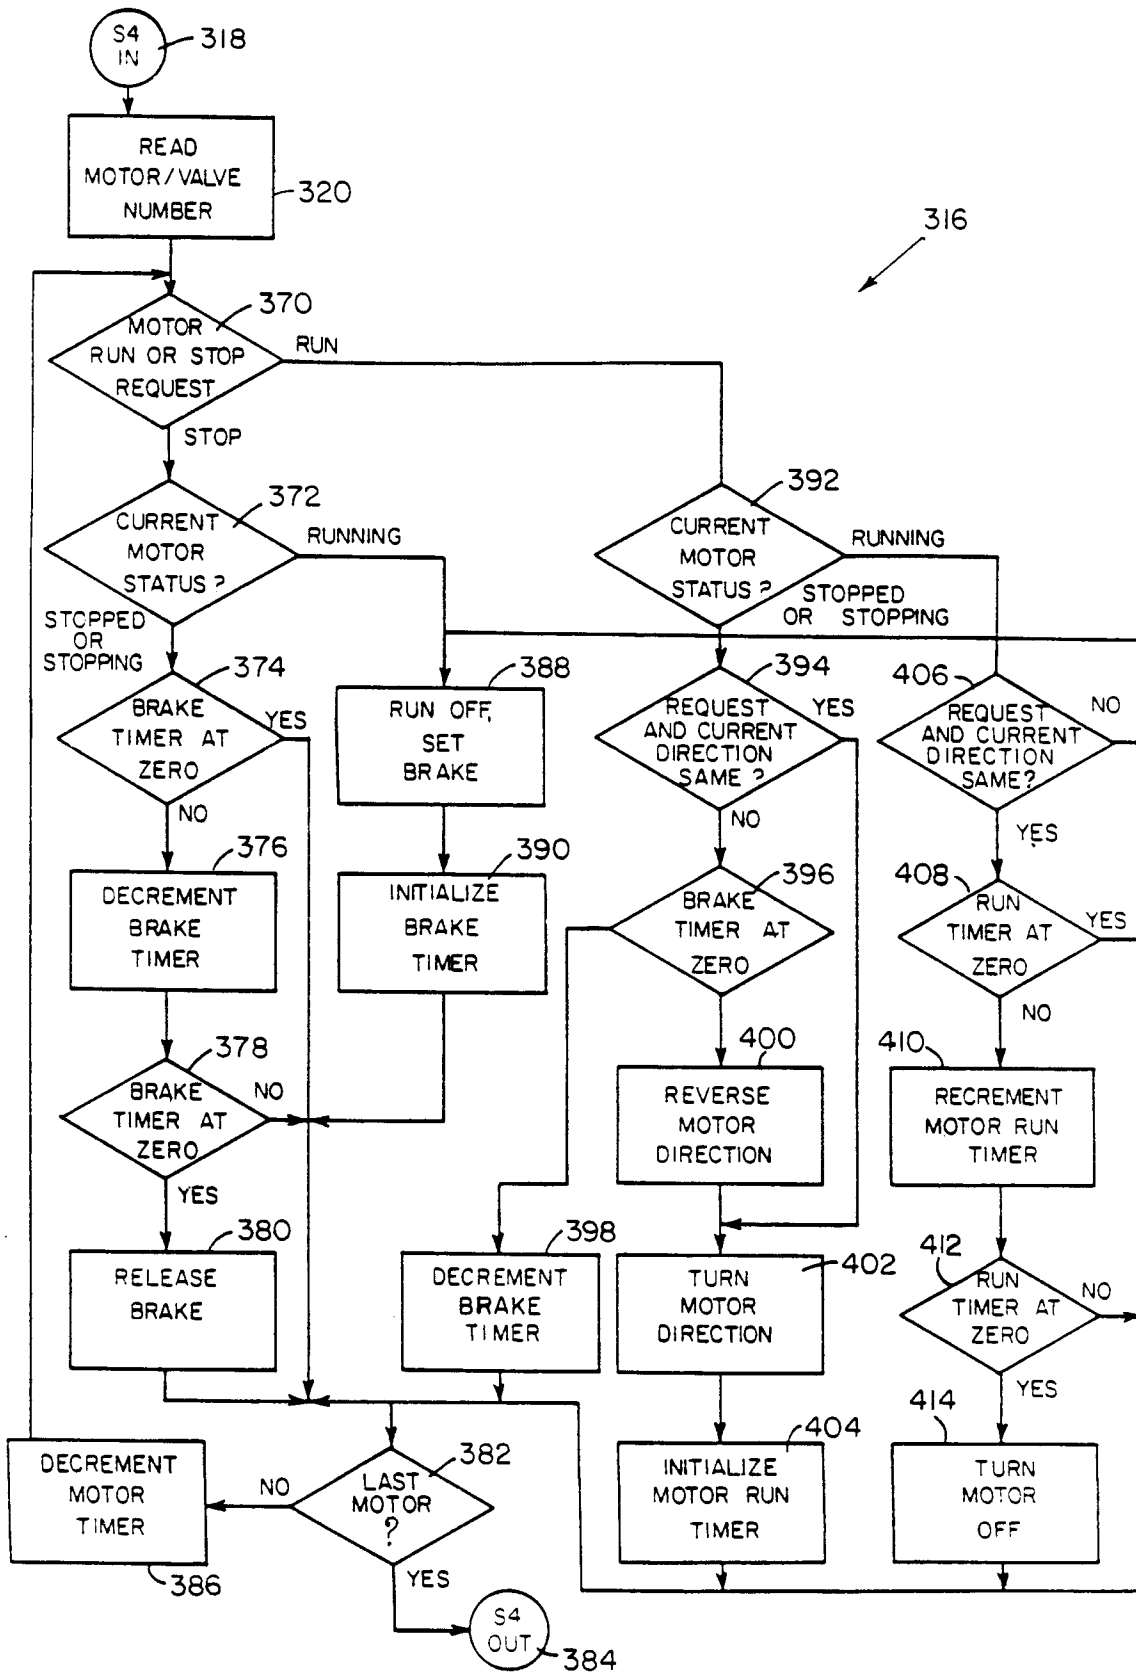 S4
IN
318
READ
MOTOR/VALVE
NUMBER
320
316
370
MOTOR
RUN OR STOP
REQUEST
RUN
STOP
372
CURRENT
MOTOR
STATUS?
RUNNING
STOPPED
OR
STOPPING
392
CURRENT
MOTOR
STATUS?
RUNNING
STOPPED
OR STOPPING
374
BRAKE
TIMER AT
ZERO
YES
NO
388
RUN OFF,
SET
BRAKE
394
REQUEST
AND CURRENT
DIRECTION
SAME?
YES
NO
406
REQUEST
AND CURRENT
DIRECTION
SAME?
NO
YES
376
DECREMENT
BRAKE
TIMER
390
INITIALIZE
BRAKE
TIMER
396
BRAKE
TIMER AT
ZERO
408
RUN
TIMER AT
ZERO
YES
NO
378
BRAKE
TIMER AT
ZERO
NO
YES
400
REVERSE
MOTOR
DIRECTION
410
RECREMENT
MOTOR RUN
TIMER
380
RELEASE
BRAKE
398
DECREMENT
BRAKE
TIMER
402
TURN
MOTOR
DIRECTION
412
RUN
TIMER AT
ZERO
NO
YES
386
DECREMENT
MOTOR
TIMER
382
LAST
MOTOR
?
NO
YES
404
INITIALIZE
MOTOR RUN
TIMER
414
TURN
MOTOR
OFF
S4
OUT
384